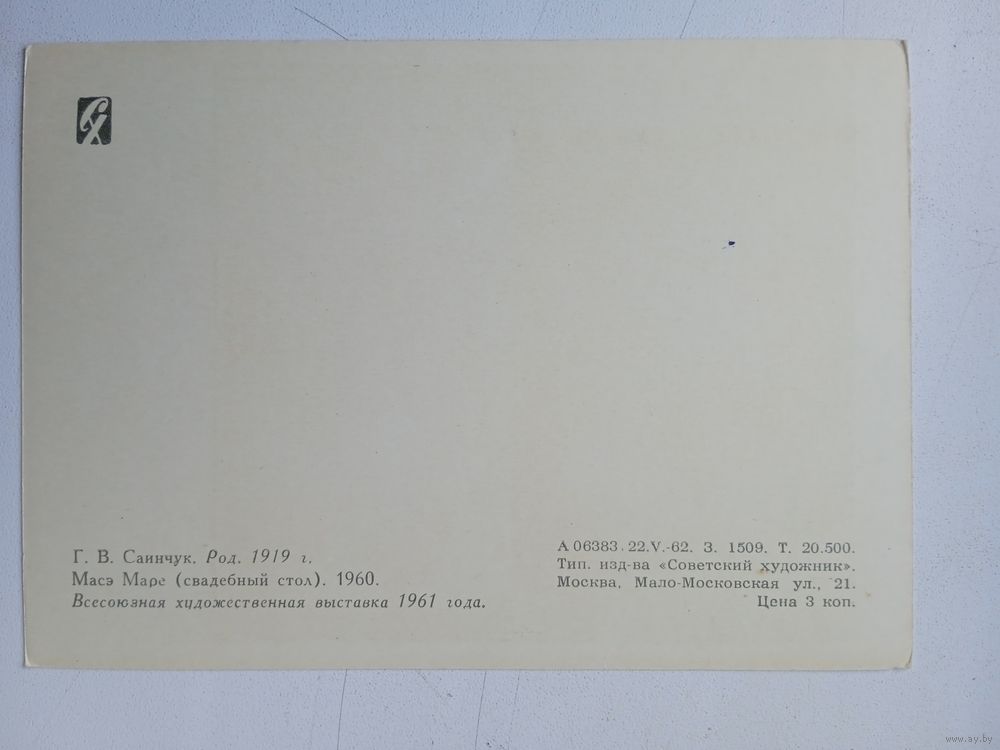 СХ
Г. В. Саинчук. Род. 1919 г.
Масэ Маре (свадебный стол). 1960.
Всесоюзная художественная выставка 1961 года.
А 06383 22.V.-62. З. 1509. Т. 20.500.
Тип. изд-ва «Советский художник».
Москва, Мало-Московская ул., 21.
Цена 3 коп.
www.ay.by